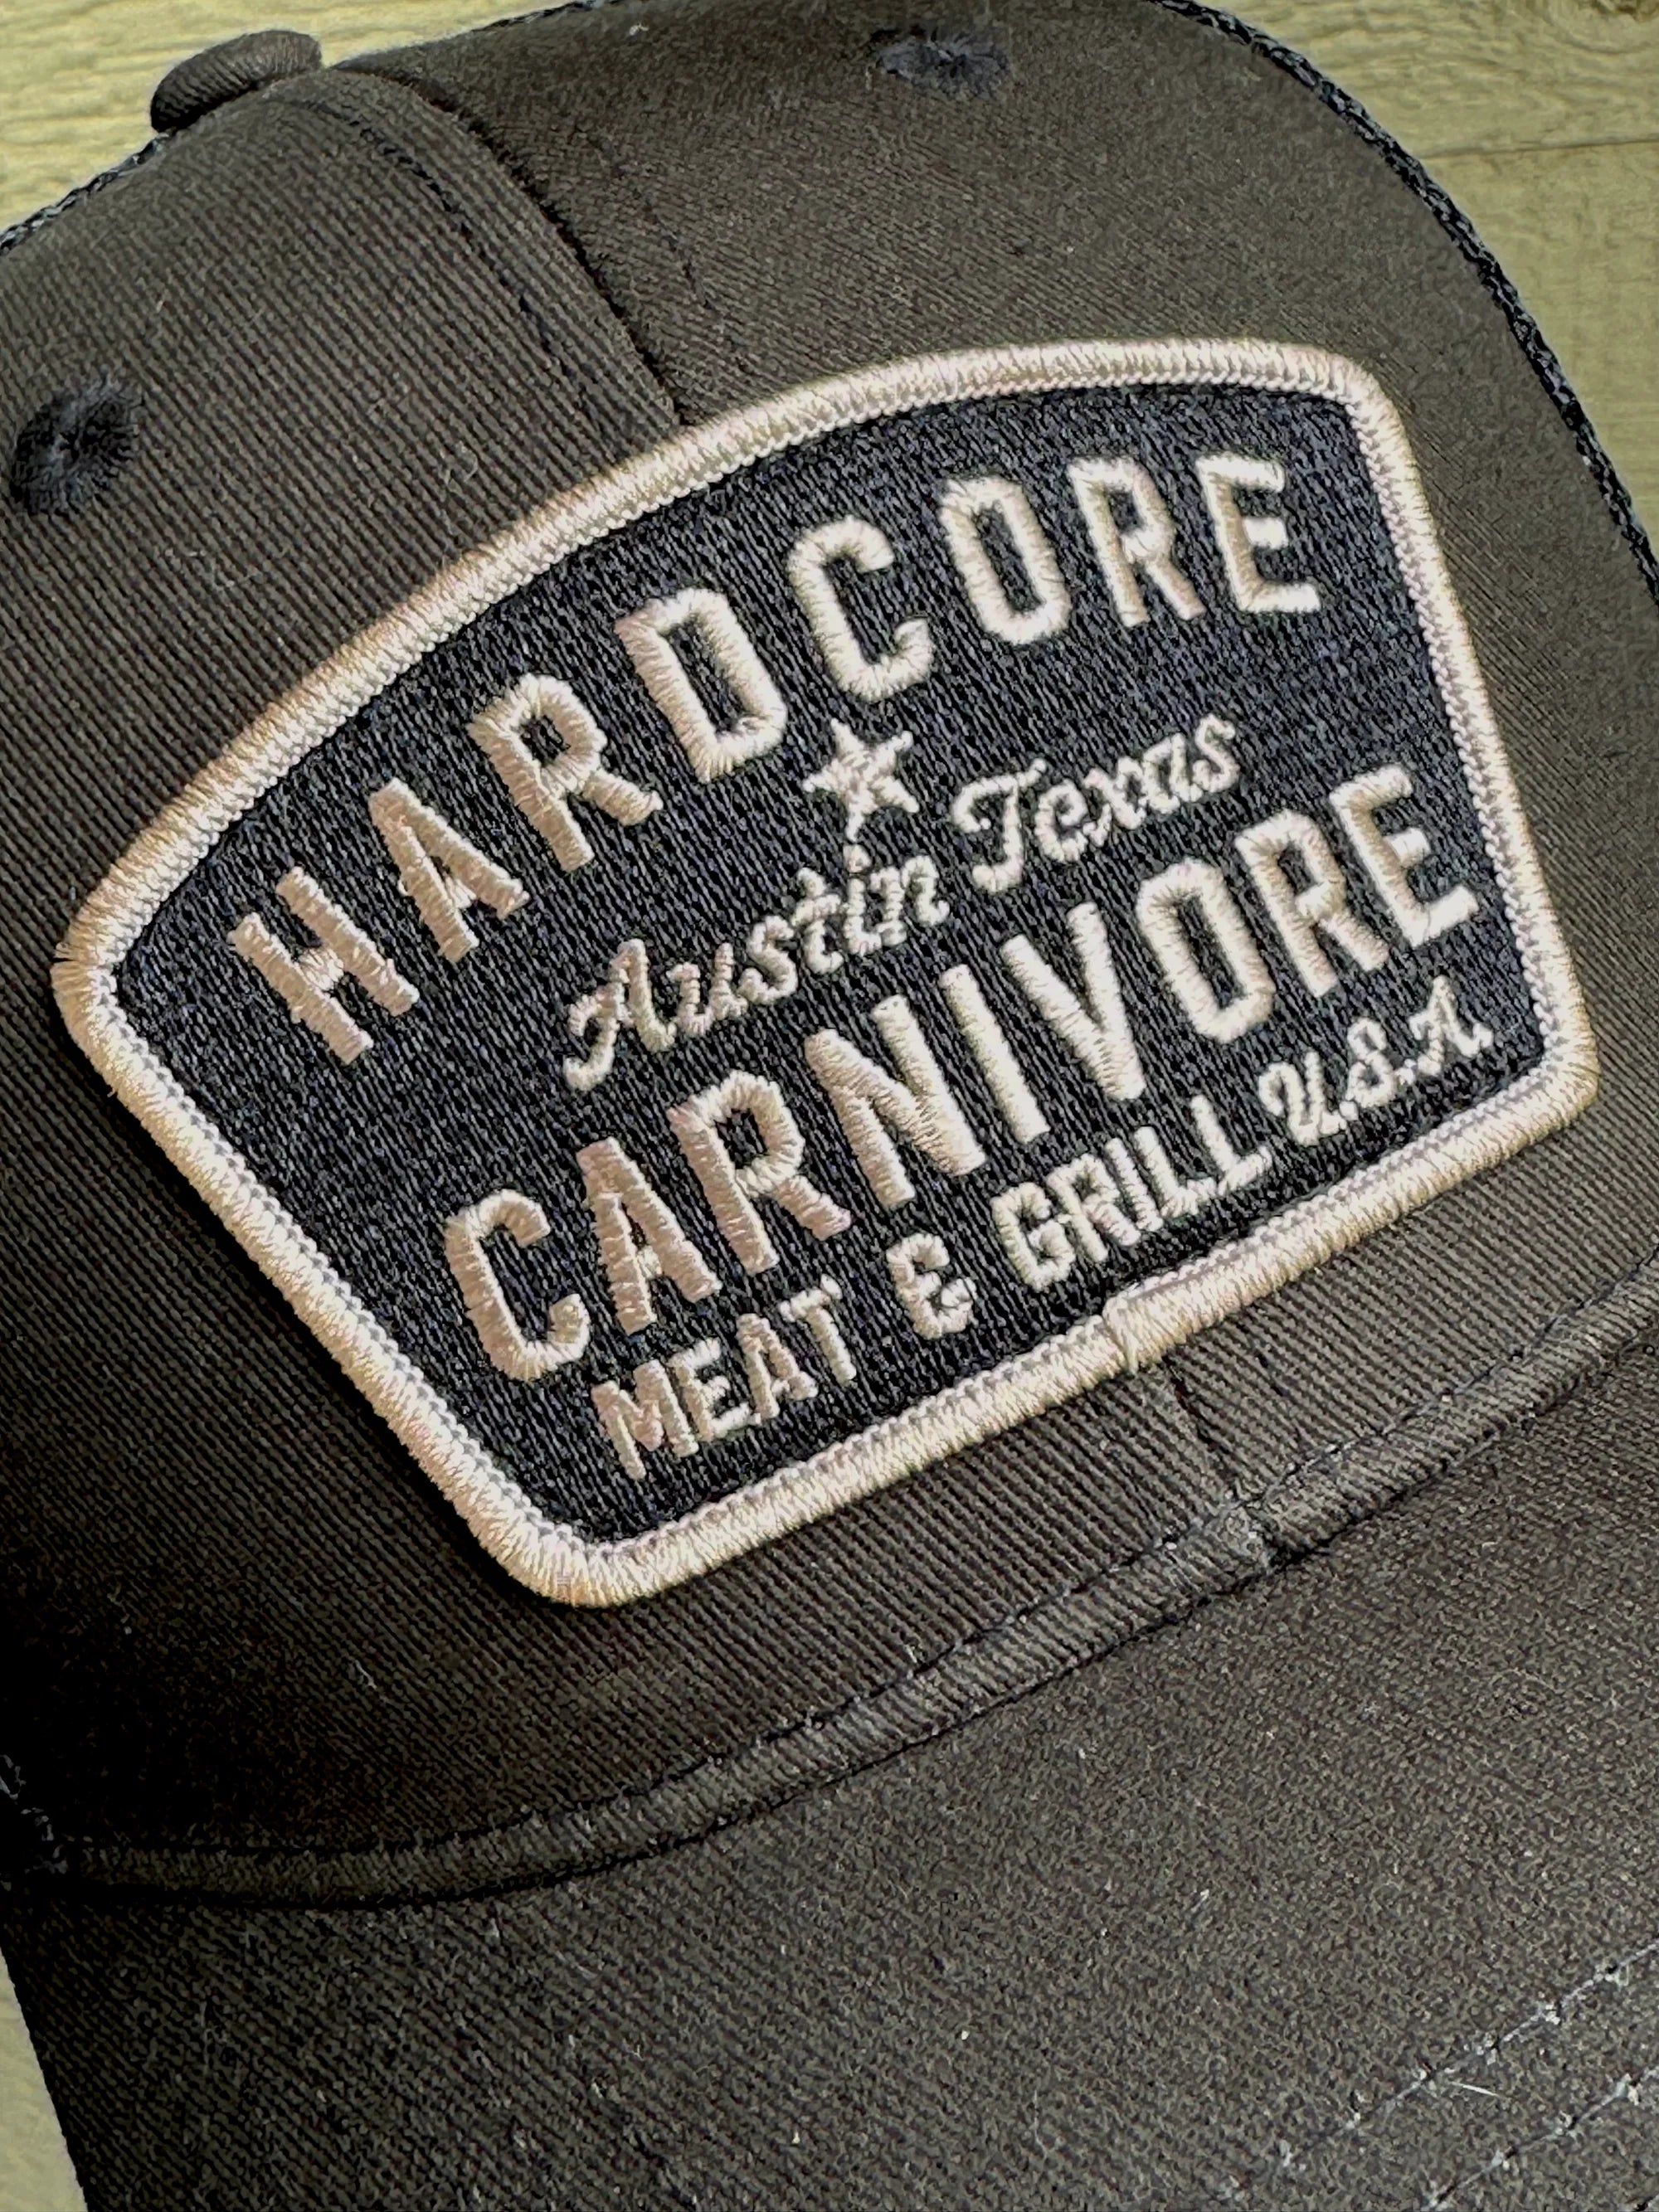 HARDCORE
Austin Texas
CARNIVORE
MEAT & GRILL U.S.A.